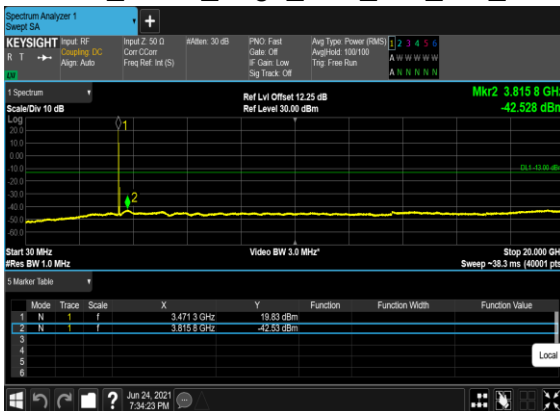 Spectrum Analyzer 1
Swept SA
KEYSIGHT
R T
LV
Input: RF
Coupling: DC
Align: Auto
Input Z: 50 Ω
Corr CCorr
Freq Ref: Int (S)
#Atten: 30 dB
PNO: Fast
Gate: Off
IF Gain: Low
Sig Track: Off
Avg Type: Power (RMS)
Avg|Hold: 100/100
Trig: Free Run
1 2 3 4 5 6
A W W W W W
A N N N N N
1 Spectrum
Scale/Div 10 dB
Ref Lvl Offset 12.25 dB
Ref Level 30.00 dBm
Mkr2 3.815 8 GHz
-42.528 dBm
Log
20.0
10.0
0.00
-10.0
-20.0
-30.0
-40.0
-50.0
-60.0
1
2
DL1 -13.00 dBm
Start 30 MHz
#Res BW 1.0 MHz
Video BW 3.0 MHz*
Stop 20.000 GH
Sweep ~38.3 ms (40001 pts
5 Marker Table
Mode Trace Scale X Y Function Function Width Function Value
1 N 1 f 3.471 3 GHz 19.83 dBm
2 N 1 f 3.815 8 GHz -42.53 dBm
3
4
5
6
Local
Jun 24, 2021
7:34:23 PM